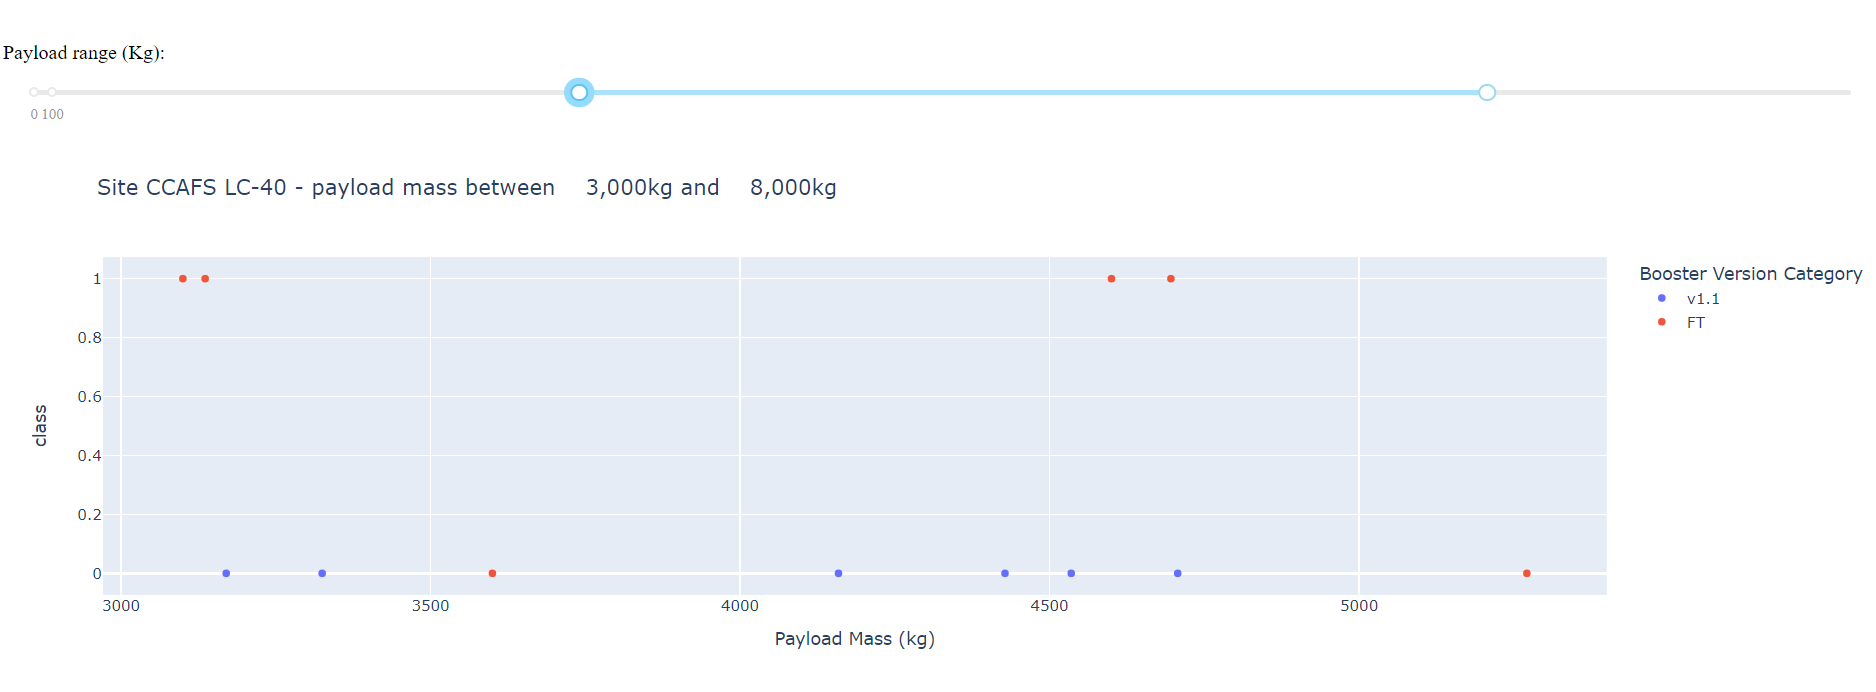 Payload range (Kg):
0 100
Site CCAFS LC-40 - payload mass between 3,000kg and 8,000kg
1
0.8
0.6
0.4
0.2
0
class
3000 3500 4000 4500 5000
Payload Mass (kg)
Booster Version Category
v1.1
FT